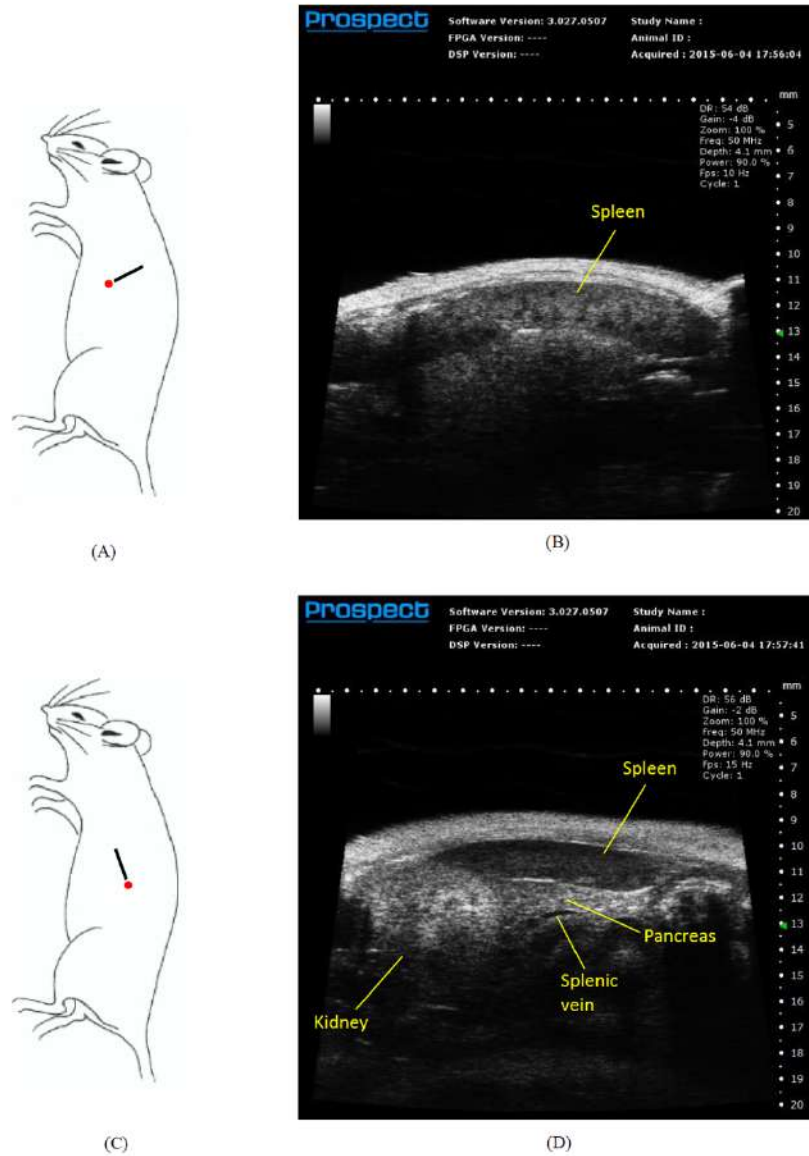 Prospect
Software Version: 3.027.0507
Study Name :
FPGA Version: ----
Animal ID :
DSP Version: ----
Acquired : 2015-06-04 17:56:04
mm
DR: 54 dB
Gain: -4 dB
Zoom: 100 %
Freq: 50 MHz
Depth: 4.1 mm
Power: 90.0 %
Fps: 10 Hz
Cycle: 1
5
6
7
8
9
10
11
12
13
14
15
16
17
18
19
20
Spleen
(A)
(B)
Prospect
Software Version: 3.027.0507
Study Name :
FPGA Version: ----
Animal ID :
DSP Version: ----
Acquired : 2015-06-04 17:57:41
mm
DR: 56 dB
Gain: -2 dB
Zoom: 100 %
Freq: 50 MHz
Depth: 4.1 mm
Power: 90.0 %
Fps: 15 Hz
Cycle: 1
5
6
7
8
9
10
11
12
13
14
15
16
17
18
19
20
Spleen
Pancreas
Splenic
vein
Kidney
(C)
(D)